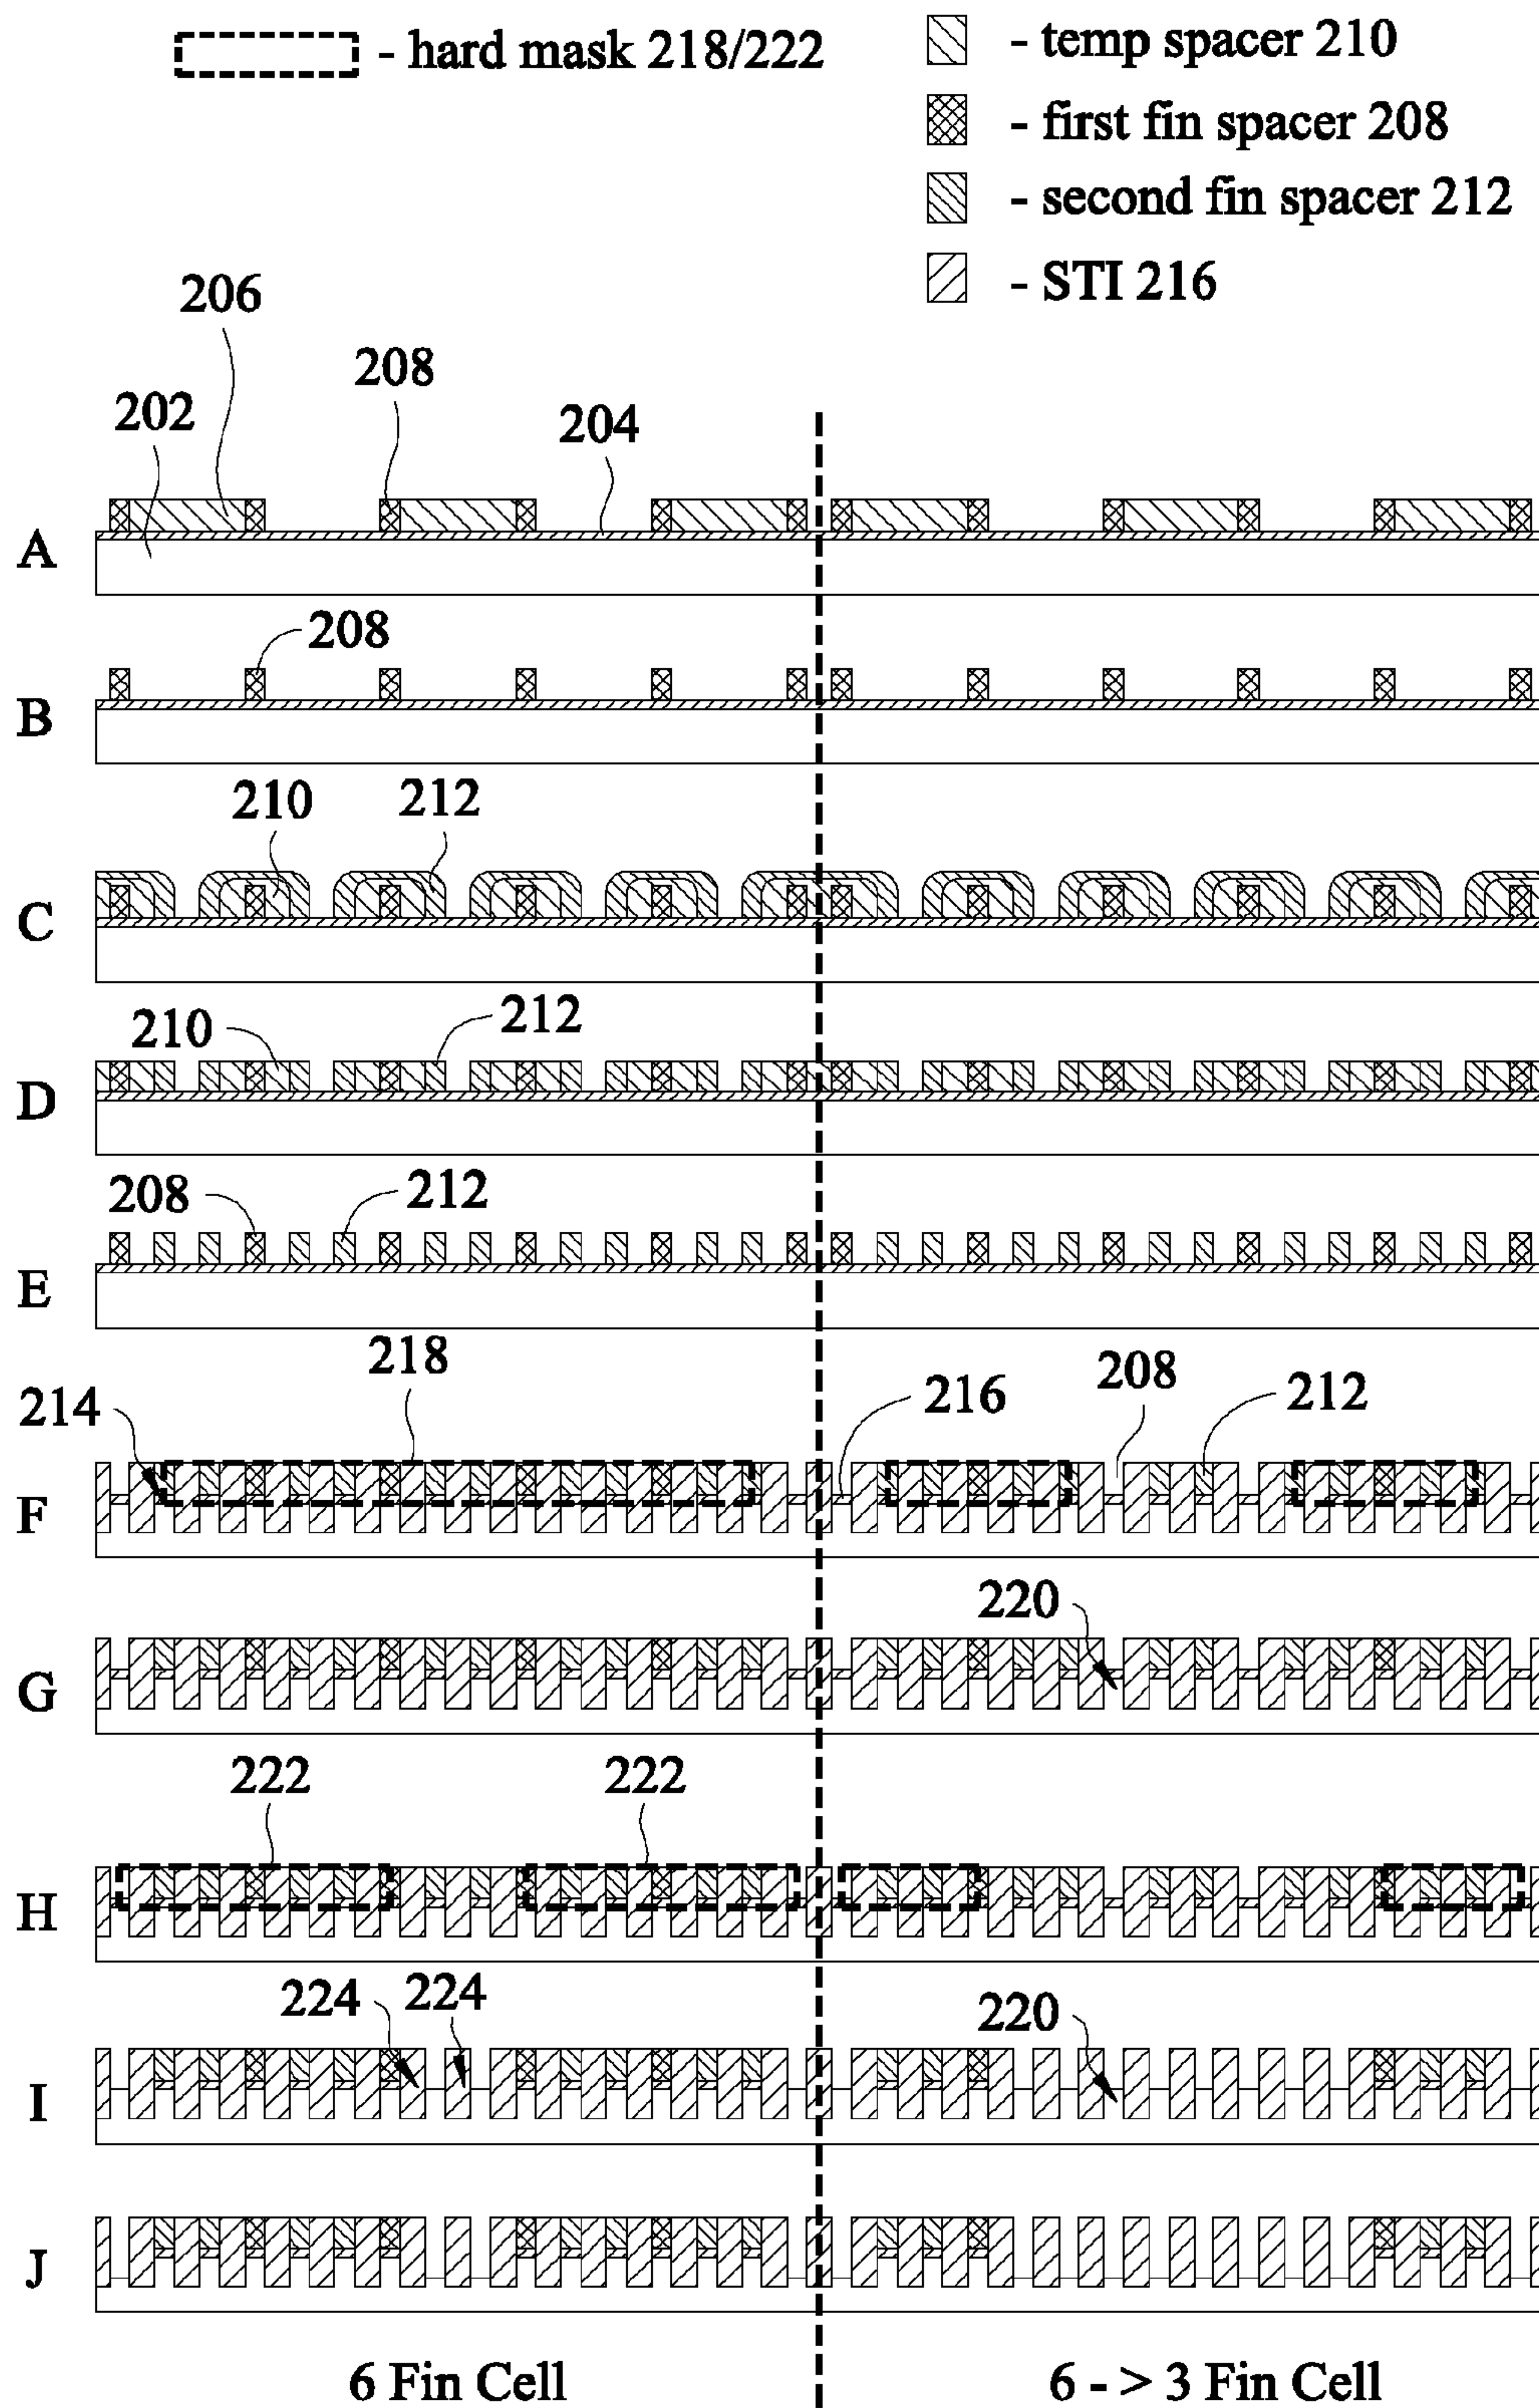 - hard mask 218/222
- temp spacer 210
- first fin spacer 208
- second fin spacer 212
- STI 216
206
208
202
204
A
208
B
210 212
C
210 212
D
208 212
E
218
214 216 208 212
F
220
G
222 222
H
224 224 220
I
J
6 Fin Cell 6 - > 3 Fin Cell